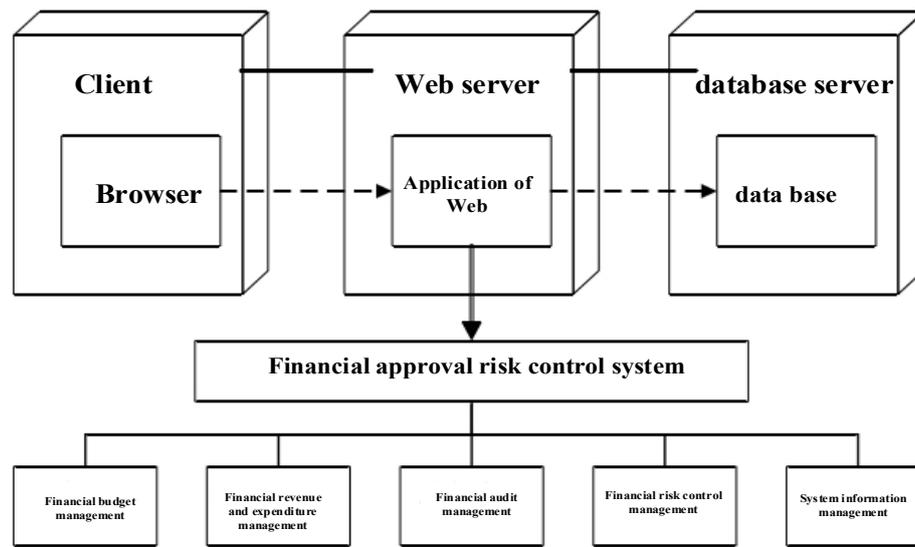 Client
Web server
database server
Browser
Application of
Web
data base
Financial approval risk control system
Financial budget
management
Financial revenue
and expenditure
management
Financial audit
management
Financial risk control
management
System information
management